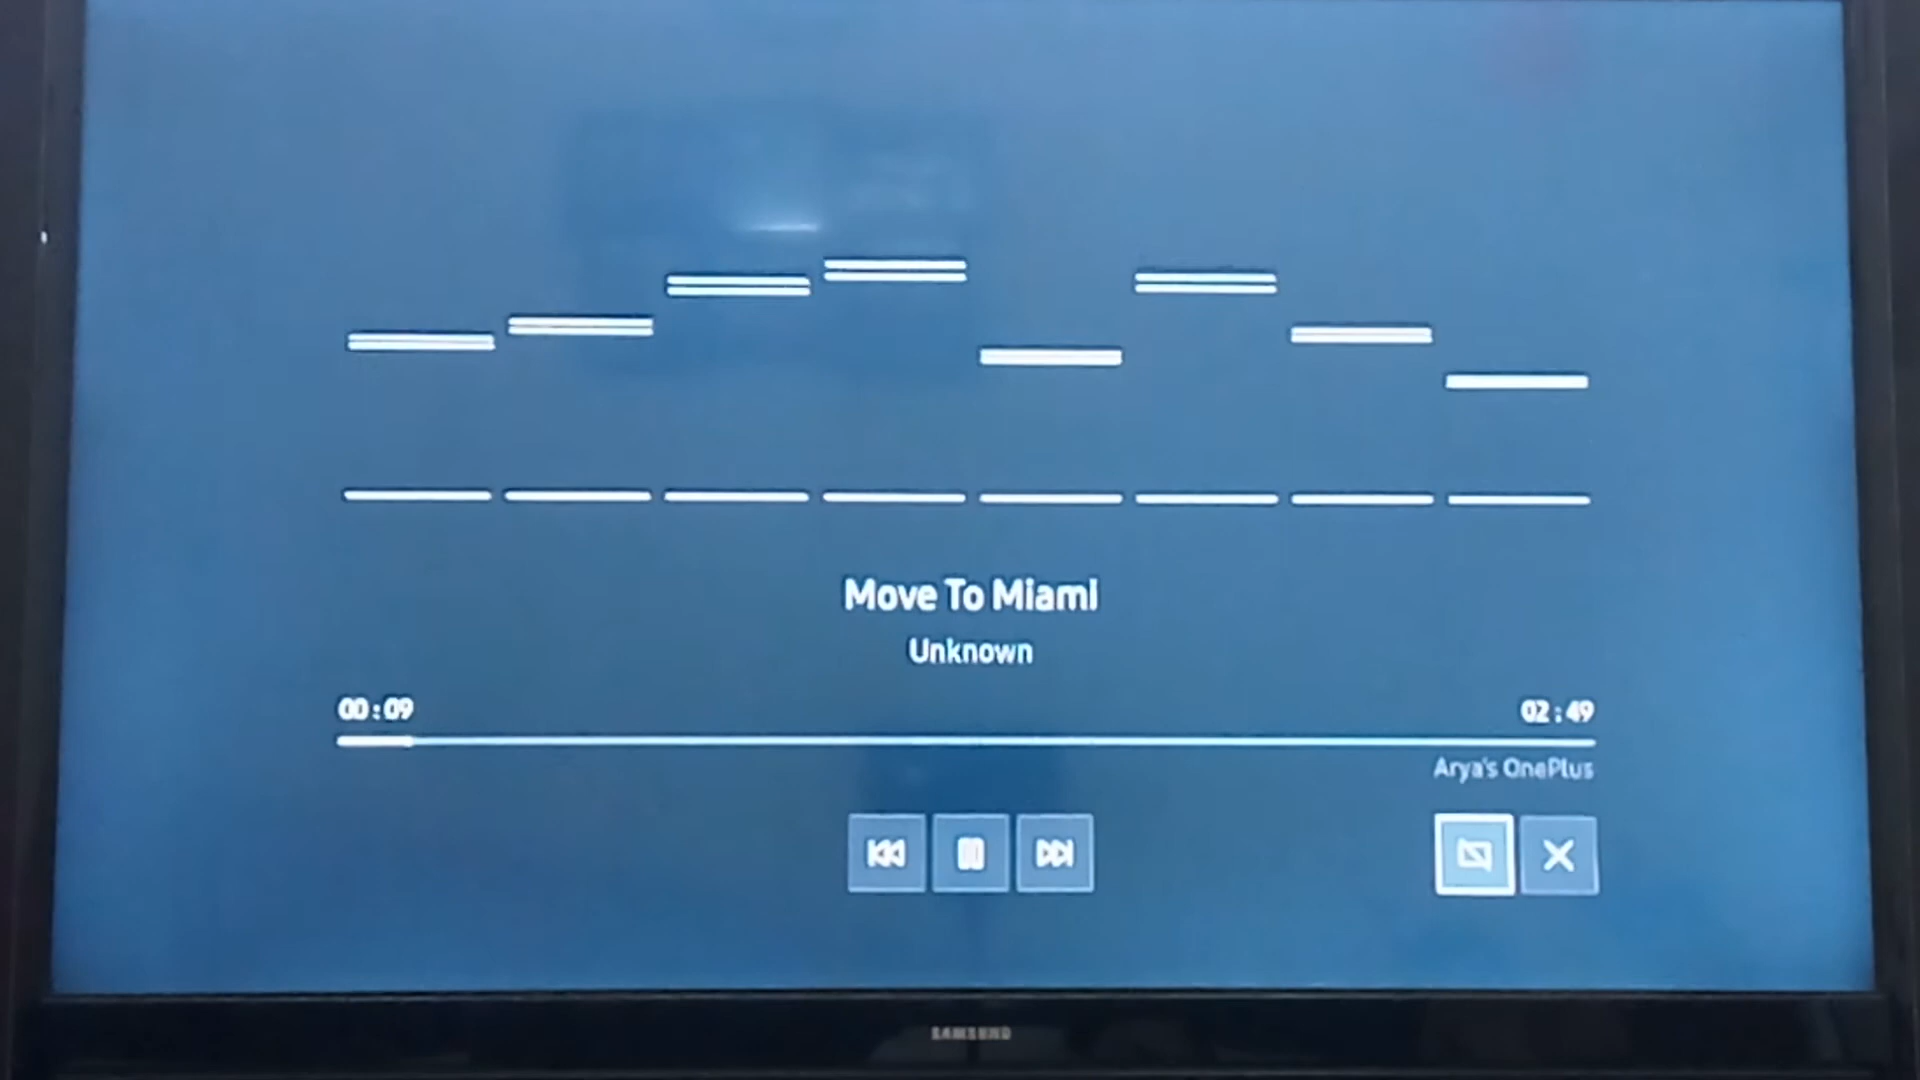 Move To Miami
Unknown
00:09
02:49
Arya's OnePlus
SAMSUNG